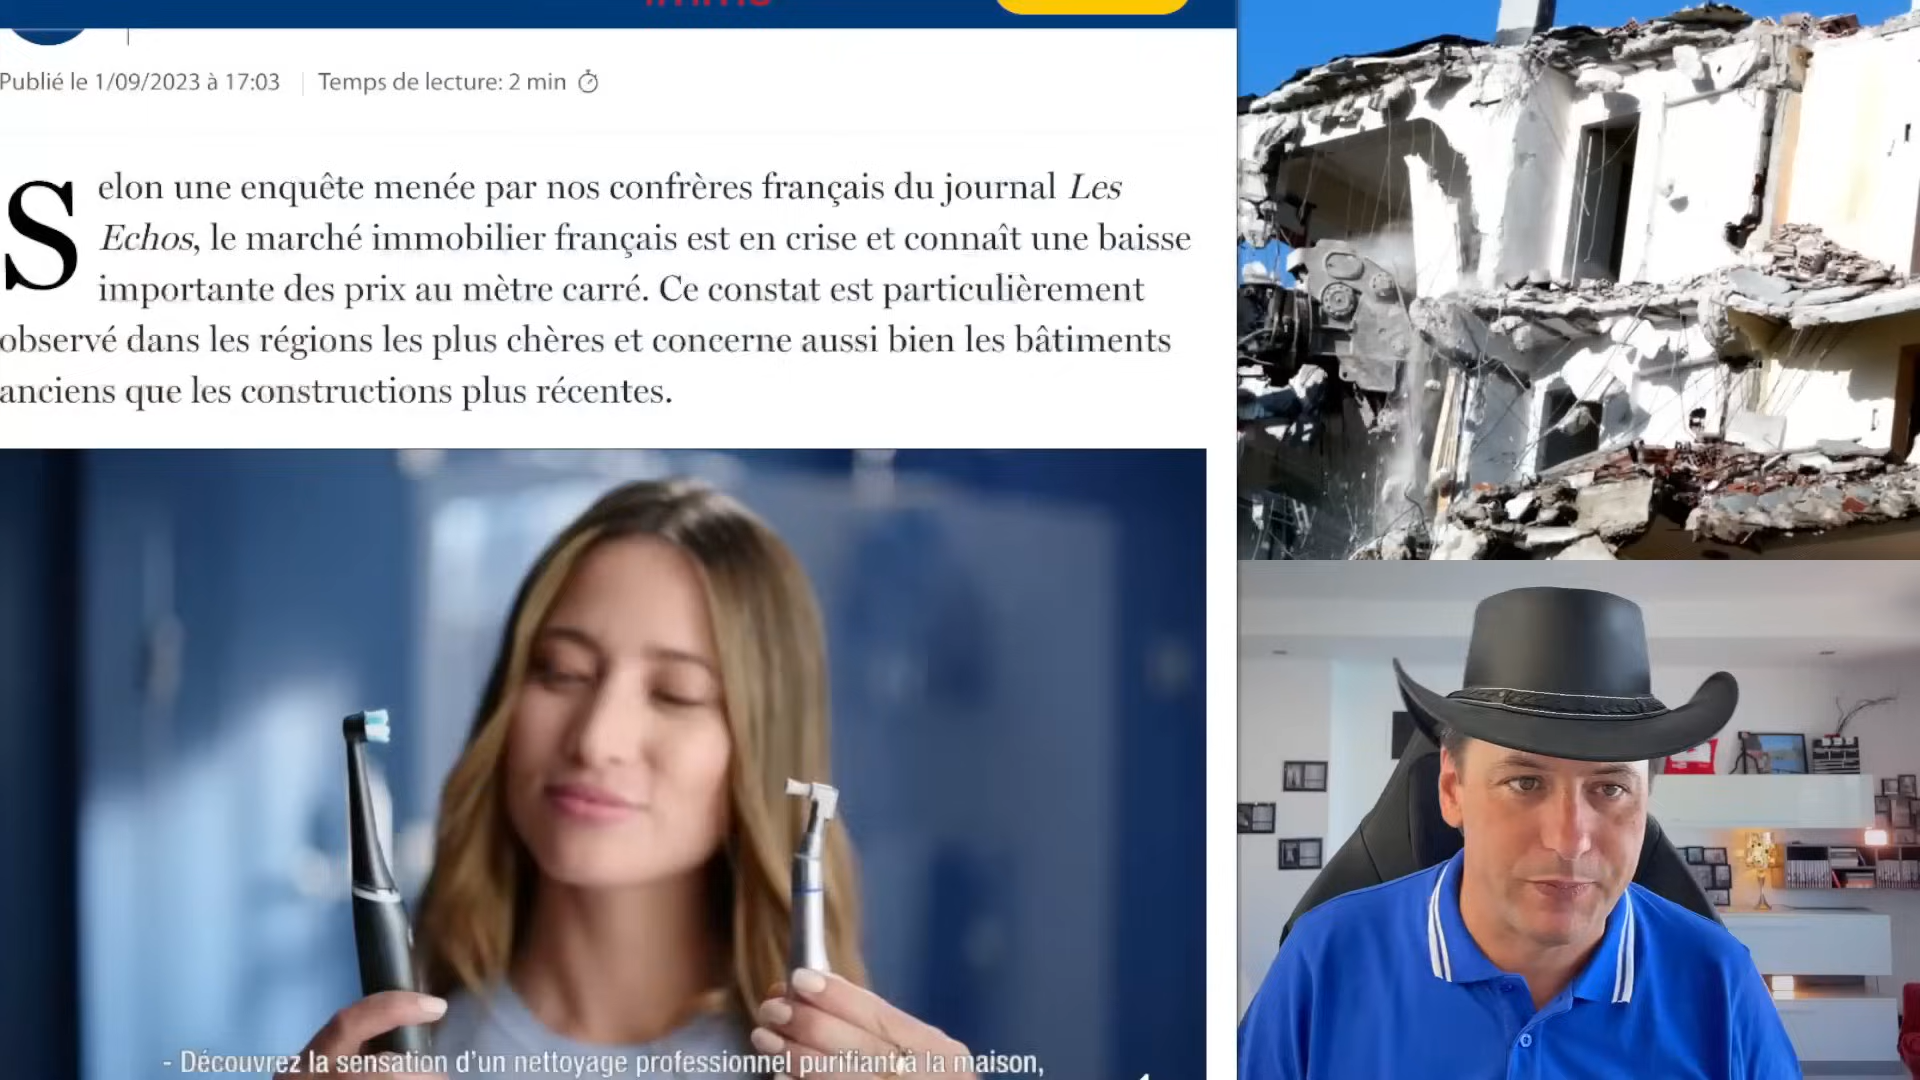 Publié le 1/09/2023 à 17:03
Temps de lecture: 2 min
Selon une enquête menée par nos confrères français du journal Les
Echos, le marché immobilier français est en crise et connaît une baisse
importante des prix au mètre carré. Ce constat est particulièrement
observé dans les régions les plus chères et concerne aussi bien les bâtiments
anciens que les constructions plus récentes.
- Découvrez la sensation d'un nettoyage professionnel purifiant à la maison,